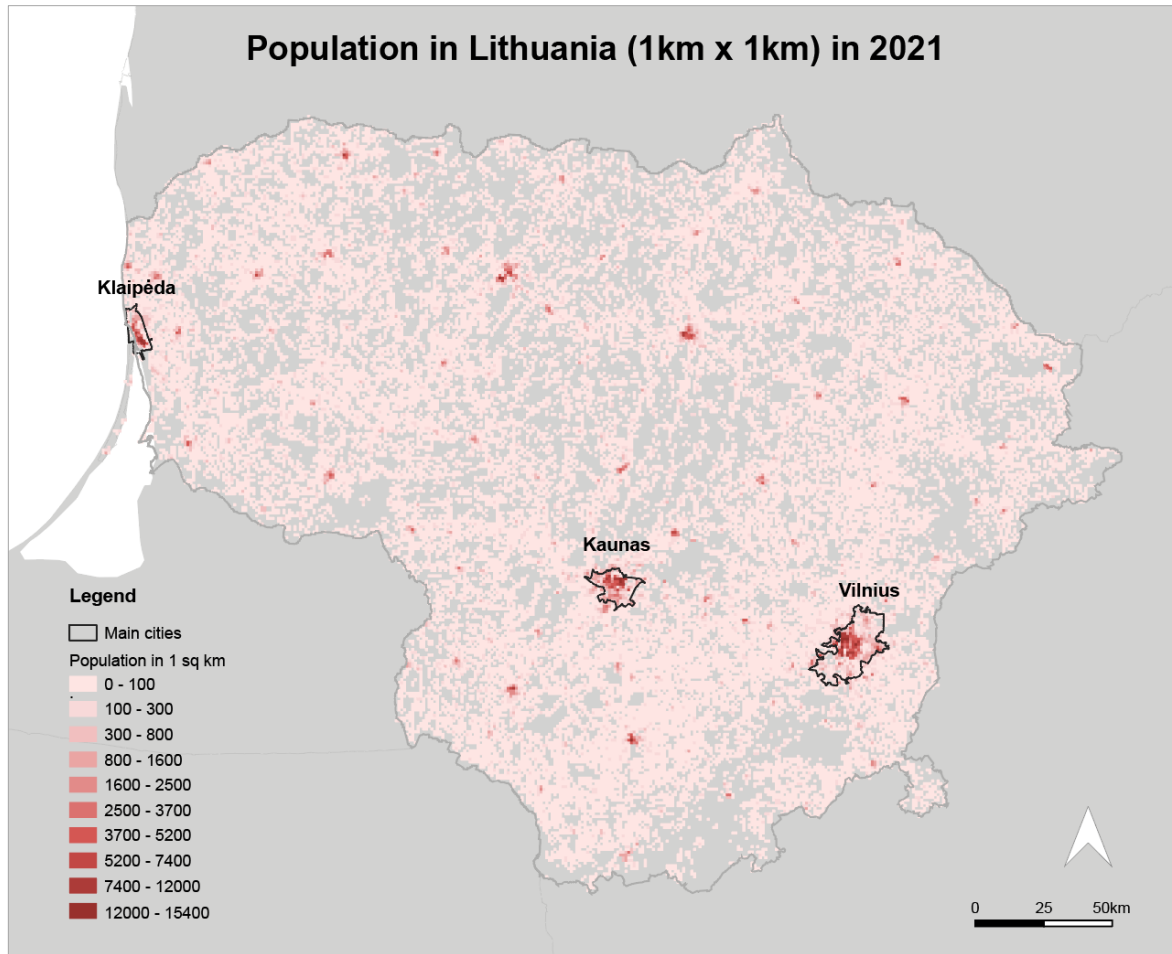 Population in Lithuania (1km x 1km) in 2021
Klaipėda
Kaunas
Vilnius
Legend
Main cities
Population in 1 sq km
0 - 100
100 - 300
300 - 800
800 - 1600
1600 - 2500
2500 - 3700
3700 - 5200
5200 - 7400
7400 - 12000
12000 - 15400
0 25 50km